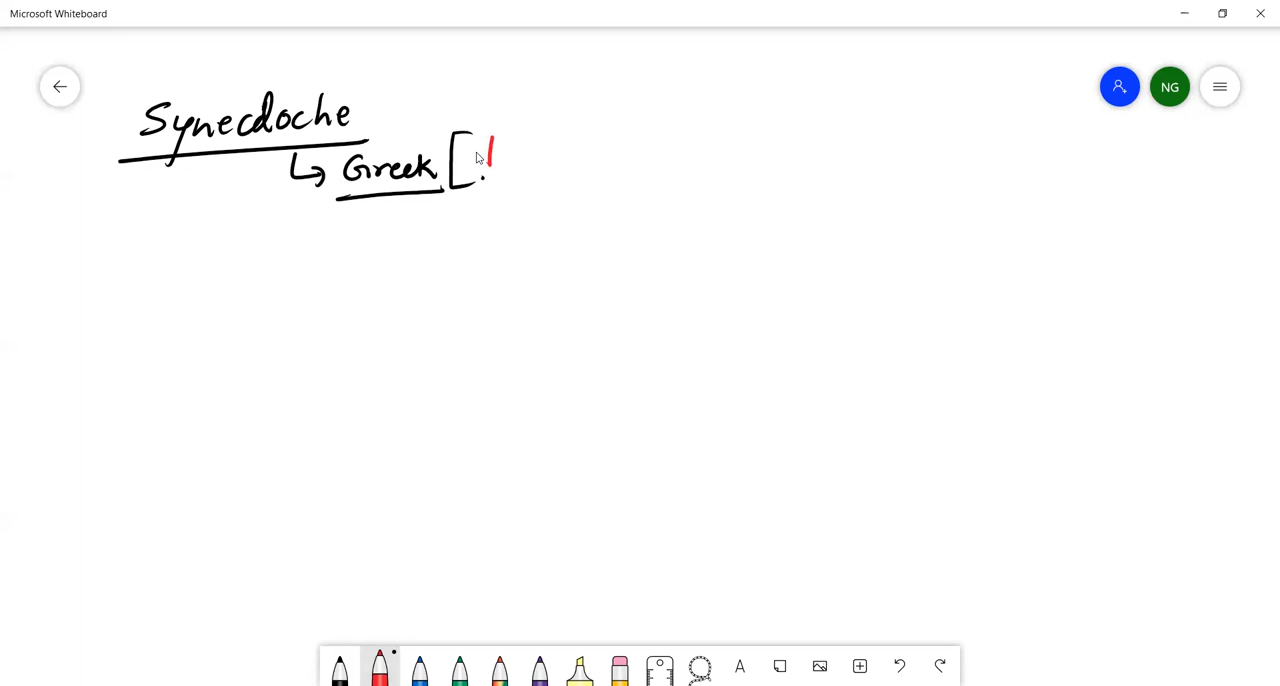 Microsoft Whiteboard
NG
Synecdoche
↳ Greek [
A